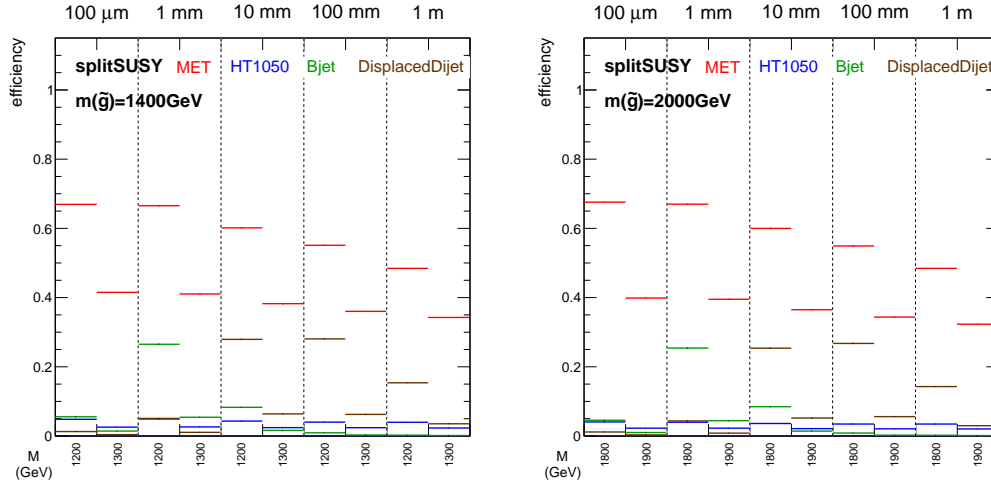 100 μm 1 mm 10 mm 100 mm 1 m
efficiency
splitSUSY MET HT1050 Bjet DisplacedDijet
m(g̃)=1400GeV
1
0.8
0.6
0.4
0.2
0
M
(GeV)
1200 1300 1200 1300 1200 1300 1200 1300 1200 1300
100 μm 1 mm 10 mm 100 mm 1 m
efficiency
splitSUSY MET HT1050 Bjet DisplacedDijet
m(g̃)=2000GeV
1
0.8
0.6
0.4
0.2
0
M
(GeV)
1800 1900 1800 1900 1800 1900 1800 1900 1800 1900